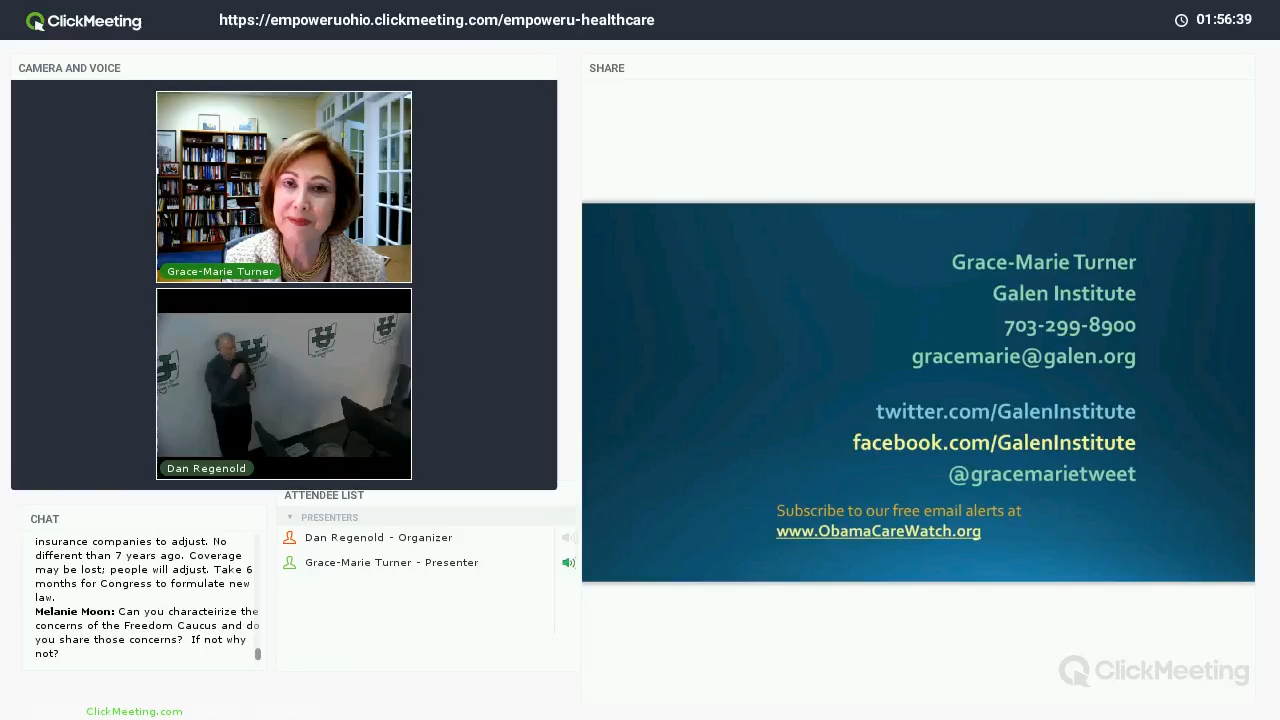 ClickMeeting
https://empoweruohio.clickmeeting.com/empoweru-healthcare
01:56:39
CAMERA AND VOICE
Grace-Marie Turner
Dan Regenold
CHAT
insurance companies to adjust. No
different than 7 years ago. Coverage
may be lost; people will adjust. Take 6
months for Congress to formulate new
law.
Melanie Moon: Can you characteirize the
concerns of the Freedom Caucus and do
you share those concerns? If not why
not?
ATTENDEE LIST
PRESENTERS
Dan Regenold - Organizer
Grace-Marie Turner - Presenter
SHARE
Grace-Marie Turner
Galen Institute
703-299-8900
gracemarie@galen.org
twitter.com/GalenInstitute
facebook.com/GalenInstitute
@gracemarietweet
Subscribe to our free email alerts at
www.ObamaCareWatch.org
ClickMeeting
ClickMeeting.com